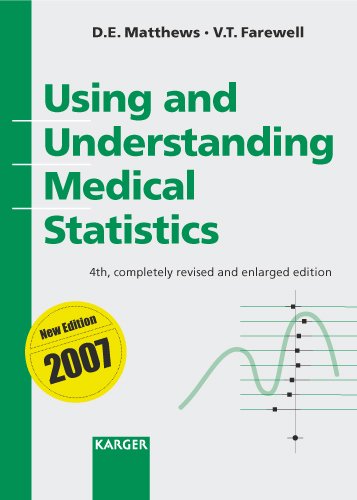 D.E. Matthews · V.T. Farewell
Using and
Understanding
Medical
Statistics
4th, completely revised and enlarged edition
New Edition
2007
KARGER